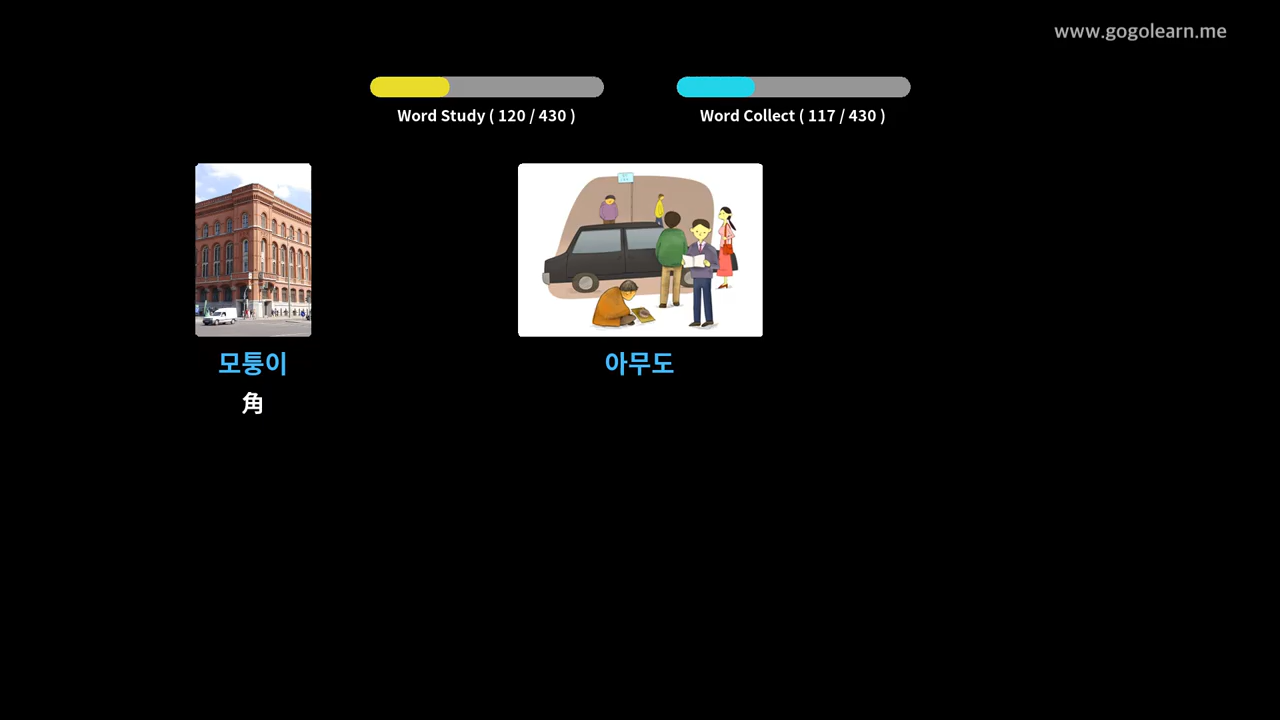 www.gogolearn.me
Word Study ( 120 / 430 )
Word Collect ( 117 / 430 )
모퉁이
아무도
角